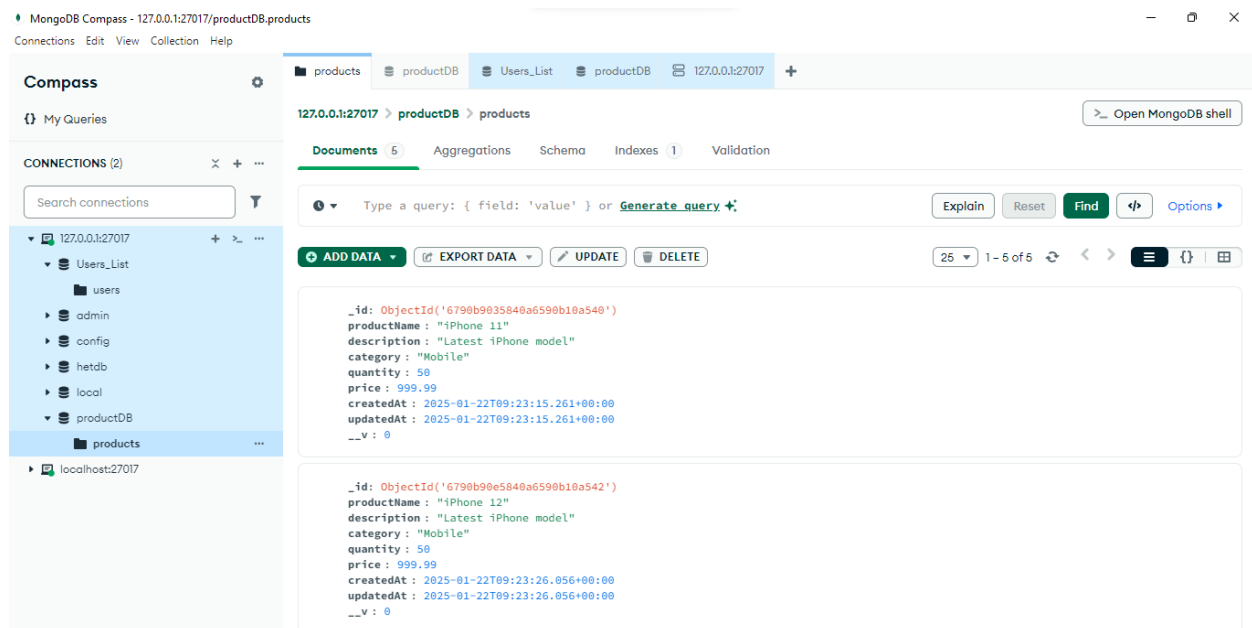 MongoDB Compass - 127.0.0.1:27017/productDB.products
Connections Edit View Collection Help
Compass
{} My Queries
CONNECTIONS (2)
Search connections
127.0.0.1:27017
Users_List
users
admin
config
hetdb
local
productDB
products
localhost:27017
products productDB Users_List productDB 127.0.0.1:27017
127.0.0.1:27017 > productDB > products
>_ Open MongoDB shell
Documents 5 Aggregations Schema Indexes 1 Validation
Type a query: { field: 'value' } or Generate query
Explain Reset Find </> Options
ADD DATA EXPORT DATA UPDATE DELETE
25 1 – 5 of 5 {}
_id: ObjectId('6790b9035840a6590b10a540')
productName : "iPhone 11"
description : "Latest iPhone model"
category : "Mobile"
quantity : 50
price : 999.99
createdAt : 2025-01-22T09:23:15.261+00:00
updatedAt : 2025-01-22T09:23:15.261+00:00
__v : 0
_id: ObjectId('6790b90e5840a6590b10a542')
productName : "iPhone 12"
description : "Latest iPhone model"
category : "Mobile"
quantity : 50
price : 999.99
createdAt : 2025-01-22T09:23:26.056+00:00
updatedAt : 2025-01-22T09:23:26.056+00:00
__v : 0